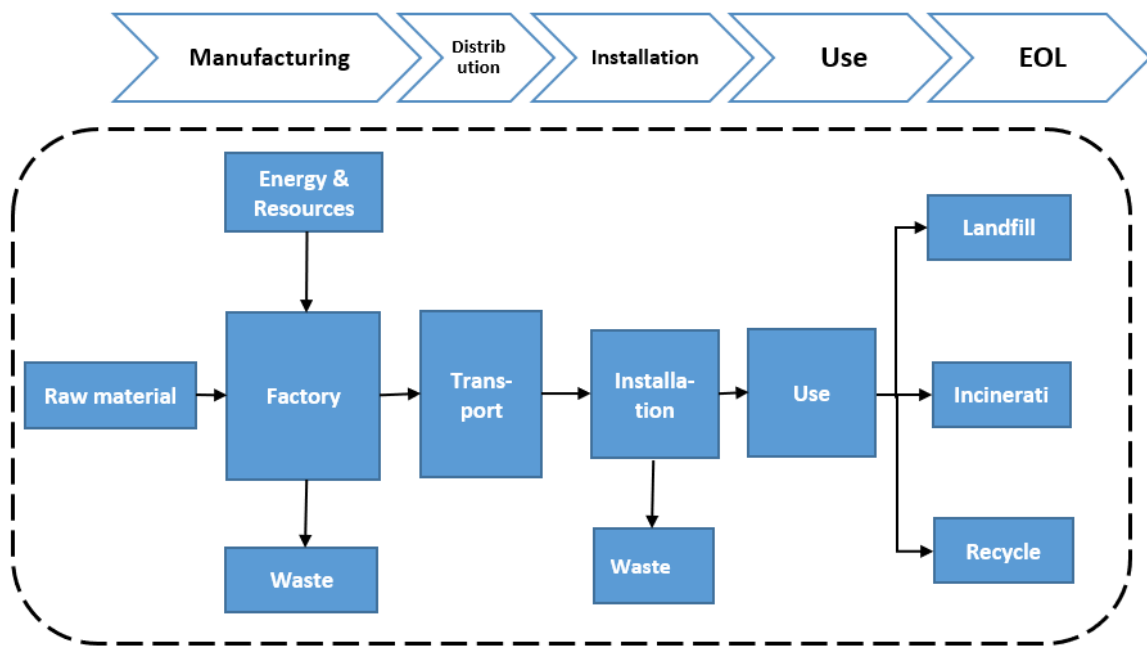 Manufacturing
Distrib
ution
Installation
Use
EOL
Energy &
Resources
Landfill
Raw material
Factory
Trans-
port
Installa-
tion
Use
Incinerati
Waste
Waste
Recycle